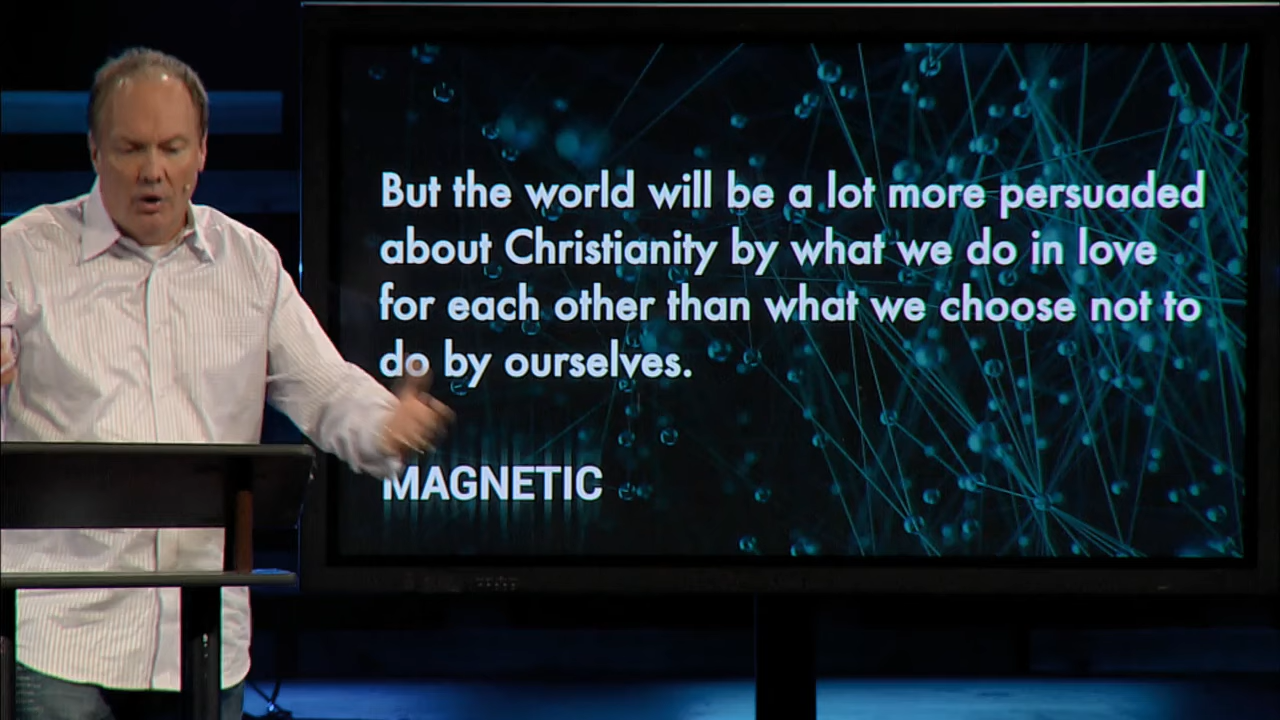 But the world will be a lot more persuaded
about Christianity by what we do in love
for each other than what we choose not to
do by ourselves.
MAGNETIC